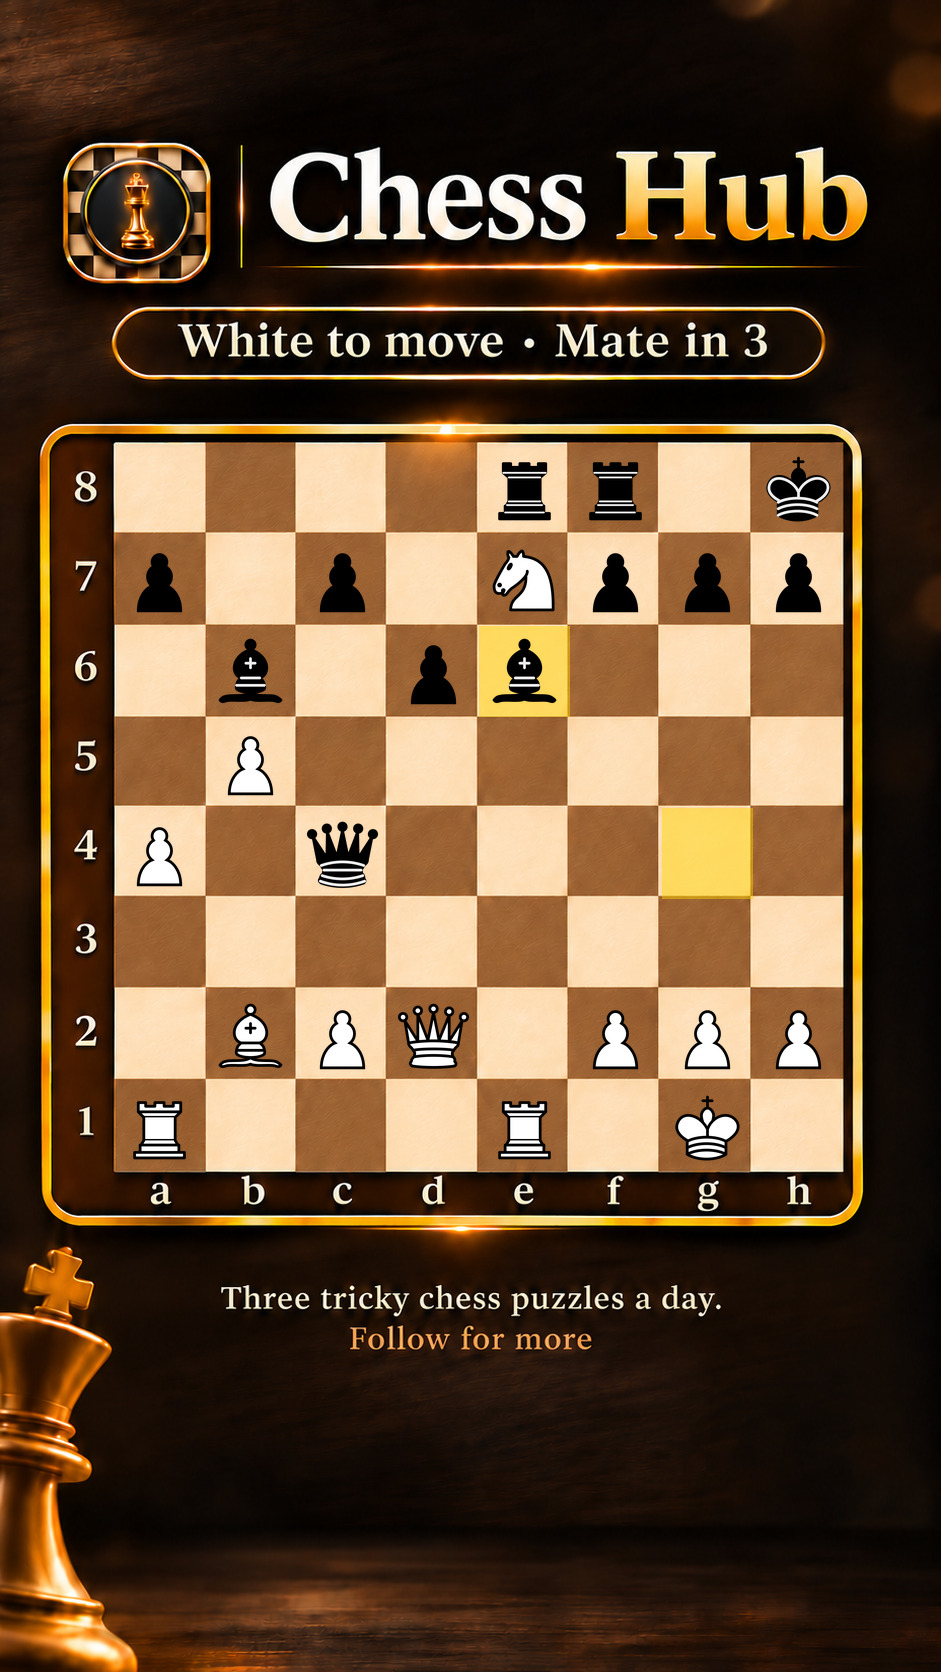 Chess Hub
White to move • Mate in 3
8
7
6
5
4
3
2
1
a b c d e f g h
Three tricky chess puzzles a day.
Follow for more